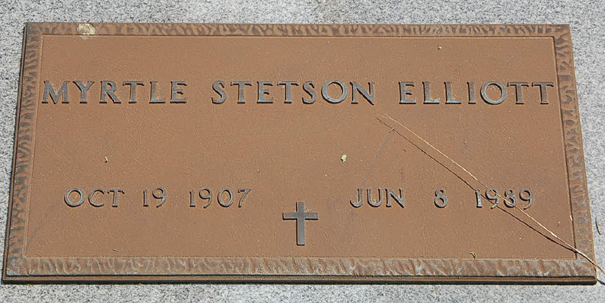 MYRTLE STETSON ELLIOTT
OCT 19 1907 JUN 8 1989